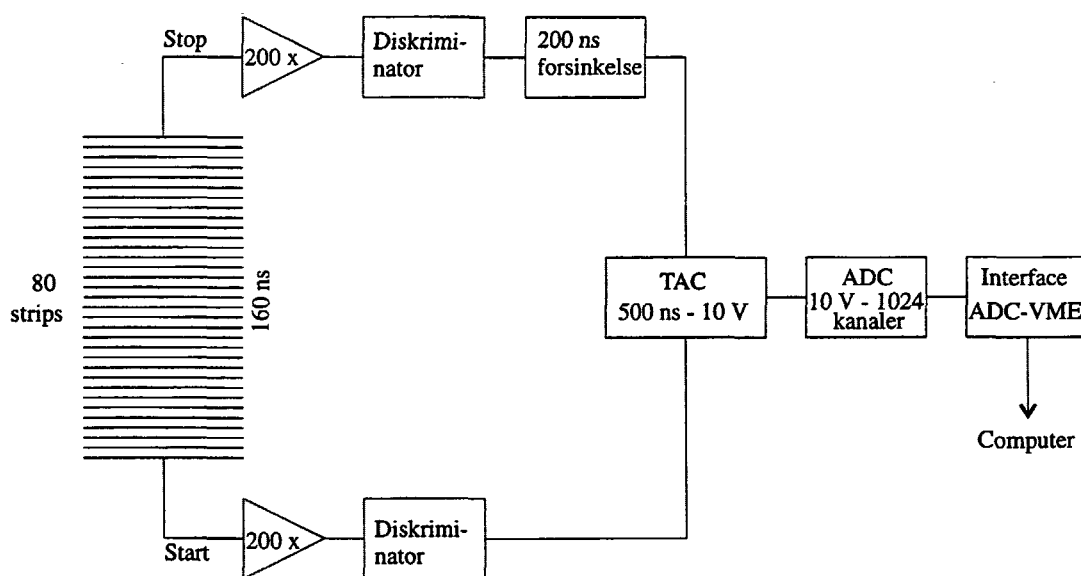 Stop
200 x
Diskrimi-
nator
200 ns
forsinkelse
80
strips
160 ns
TAC
500 ns - 10 V
ADC
10 V - 1024
kanaler
Interface
ADC-VME
Computer
Start
200 x
Diskrimi-
nator